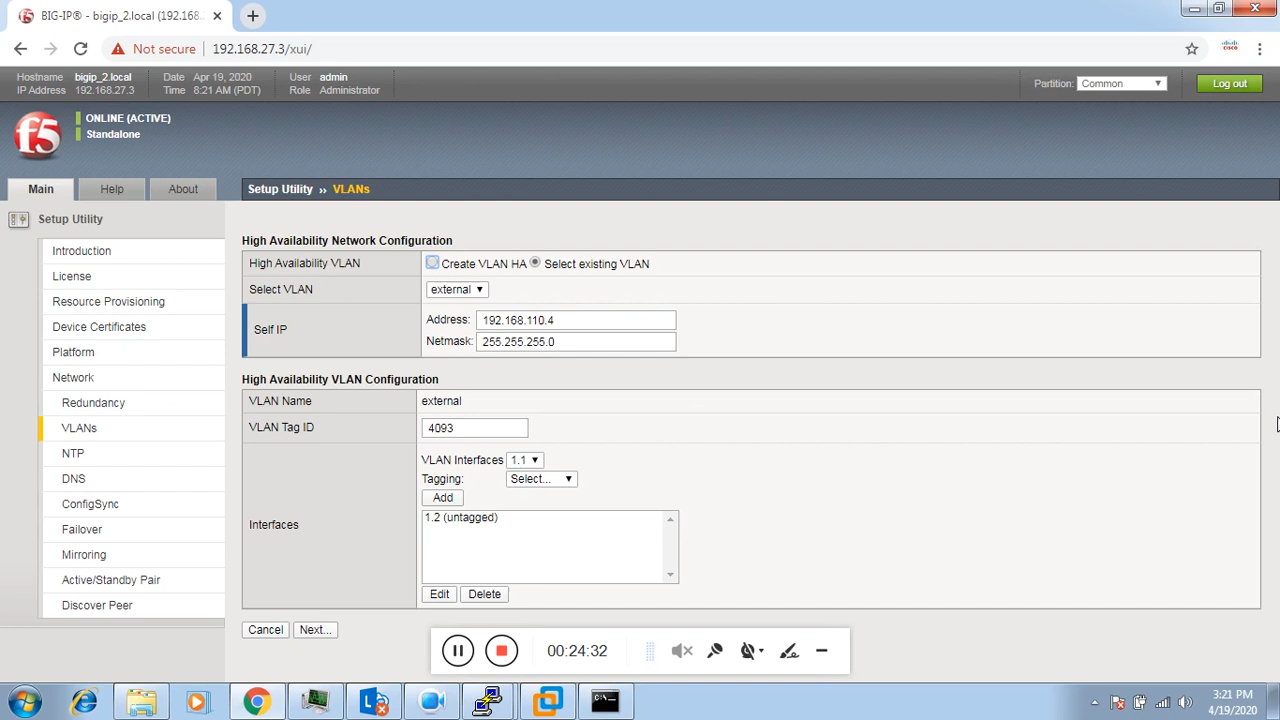 BIG-IP® - bigip_2.local (192.168.
Not secure
192.168.27.3/xui/
cisco
Hostname bigip_2.local
IP Address 192.168.27.3
Date Apr 19, 2020
Time 8:21 AM (PDT)
User admin
Role Administrator
Partition: Common
Log out
f5
ONLINE (ACTIVE)
Standalone
Main
Help
About
Setup Utility ›› VLANs
Setup Utility
Introduction
License
Resource Provisioning
Device Certificates
Platform
Network
Redundancy
VLANs
NTP
DNS
ConfigSync
Failover
Mirroring
Active/Standby Pair
Discover Peer
High Availability Network Configuration
High Availability VLAN Create VLAN HA Select existing VLAN
Select VLAN external
Self IP
Address: 192.168.110.4
Netmask: 255.255.255.0
High Availability VLAN Configuration
VLAN Name external
VLAN Tag ID 4093
Interfaces
VLAN Interfaces 1.1
Tagging: Select...
Add
1.2 (untagged)
Edit Delete
Cancel Next...
00:24:32
3:21 PM
4/19/2020